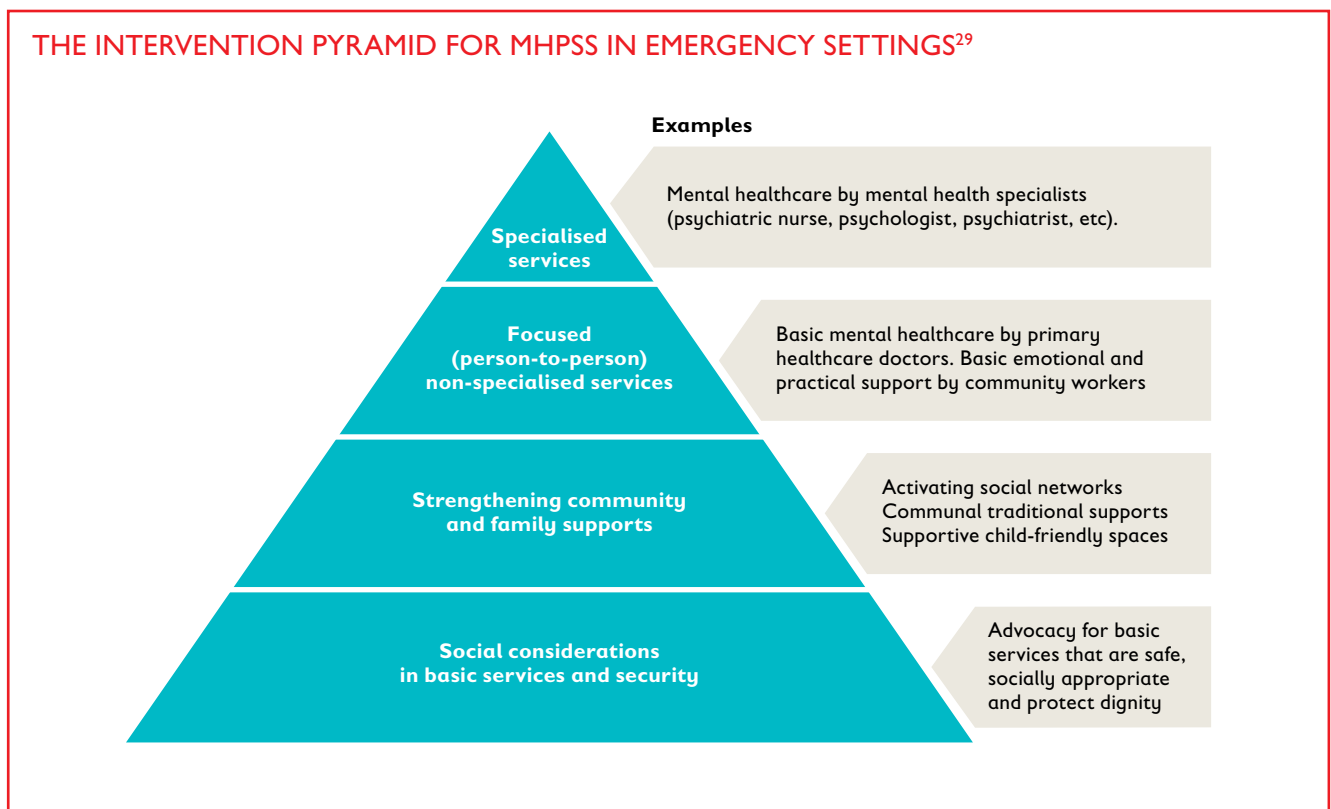 THE INTERVENTION PYRAMID FOR MHPSS IN EMERGENCY SETTINGS29
Examples
Specialised
services
Mental healthcare by mental health specialists
(psychiatric nurse, psychologist, psychiatrist, etc).
Focused
(person-to-person)
non-specialised services
Basic mental healthcare by primary
healthcare doctors. Basic emotional and
practical support by community workers
Strengthening community
and family supports
Activating social networks
Communal traditional supports
Supportive child-friendly spaces
Social considerations
in basic services and security
Advocacy for basic
services that are safe,
socially appropriate
and protect dignity